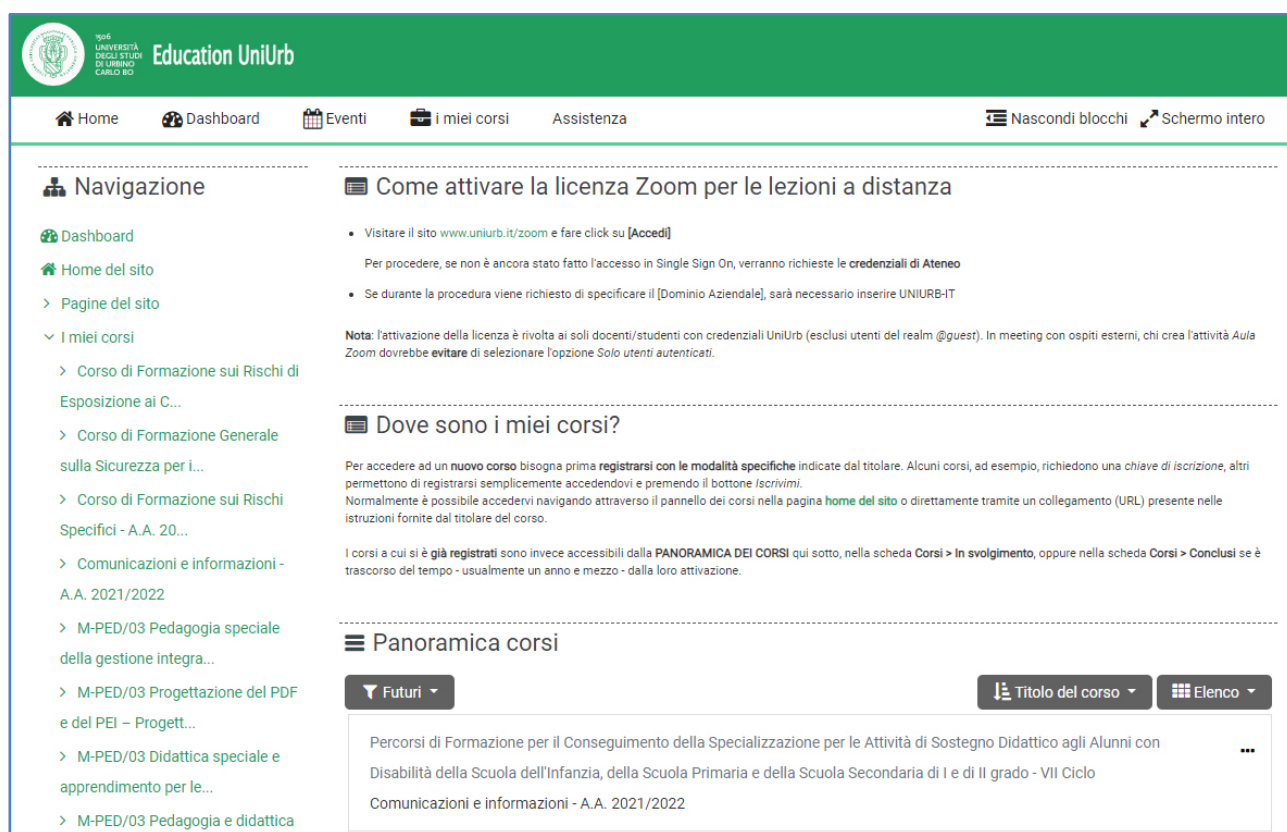 1506
UNIVERSITÀ
DEGLI STUDI
DI URBINO
CARLO BO
Education UniUrb
Home Dashboard Eventi i miei corsi Assistenza Nascondi blocchi Schermo intero
Navigazione
Dashboard
Home del sito
> Pagine del sito
I miei corsi
> Corso di Formazione sui Rischi di
Esposizione ai C...
> Corso di Formazione Generale
sulla Sicurezza per i...
> Corso di Formazione sui Rischi
Specifici - A.A. 20...
> Comunicazioni e informazioni -
A.A. 2021/2022
> M-PED/03 Pedagogia speciale
della gestione integra...
> M-PED/03 Progettazione del PDF
e del PEI – Progett...
> M-PED/03 Didattica speciale e
apprendimento per le...
> M-PED/03 Pedagogia e didattica
Come attivare la licenza Zoom per le lezioni a distanza
• Visitare il sito www.uniurb.it/zoom e fare click su [Accedi]
Per procedere, se non è ancora stato fatto l'accesso in Single Sign On, verranno richieste le credenziali di Ateneo
• Se durante la procedura viene richiesto di specificare il [Dominio Aziendale], sarà necessario inserire UNIURB-IT
Nota: l'attivazione della licenza è rivolta ai soli docenti/studenti con credenziali UniUrb (esclusi utenti del realm @guest). In meeting con ospiti esterni, chi crea l'attività Aula
Zoom dovrebbe evitare di selezionare l'opzione Solo utenti autenticati.
Dove sono i miei corsi?
Per accedere ad un nuovo corso bisogna prima registrarsi con le modalità specifiche indicate dal titolare. Alcuni corsi, ad esempio, richiedono una chiave di iscrizione, altri
permettono di registrarsi semplicemente accedendovi e premendo il bottone Iscrivimi.
Normalmente è possibile accedervi navigando attraverso il pannello dei corsi nella pagina home del sito o direttamente tramite un collegamento (URL) presente nelle
istruzioni fornite dal titolare del corso.
I corsi a cui si è già registrati sono invece accessibili dalla PANORAMICA DEI CORSI qui sotto, nella scheda Corsi > In svolgimento, oppure nella scheda Corsi > Conclusi se è
trascorso del tempo - usualmente un anno e mezzo - dalla loro attivazione.
Panoramica corsi
Futuri Titolo del corso Elenco
Percorsi di Formazione per il Conseguimento della Specializzazione per le Attività di Sostegno Didattico agli Alunni con
Disabilità della Scuola dell'Infanzia, della Scuola Primaria e della Scuola Secondaria di I e di II grado - VII Ciclo
Comunicazioni e informazioni - A.A. 2021/2022